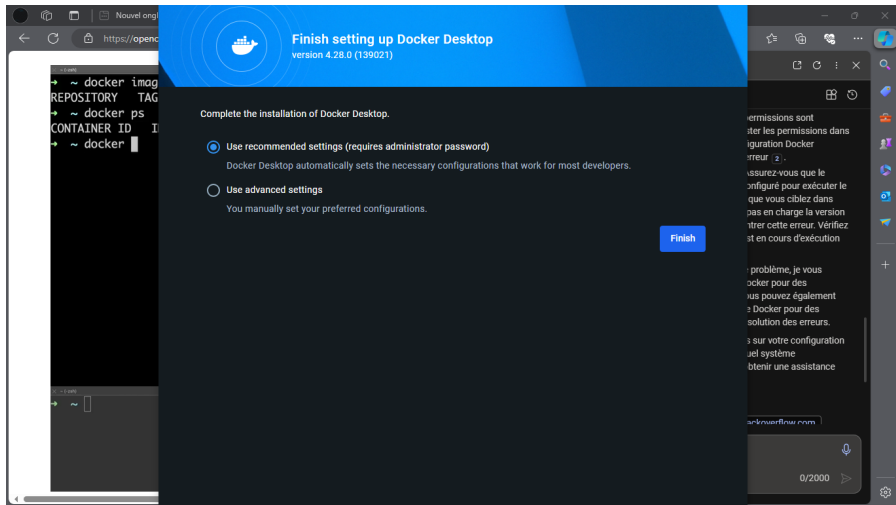 Nouvel ong
https://openc
→ ~ docker imag
REPOSITORY TAG
→ ~ docker ps
CONTAINER ID I
→ ~ docker
→ ~
Finish setting up Docker Desktop
version 4.28.0 (139021)
Complete the installation of Docker Desktop.
Use recommended settings (requires administrator password)
Docker Desktop automatically sets the necessary configurations that work for most developers.
Use advanced settings
You manually set your preferred configurations.
Finish
ermissions sont
ter les permissions dans
iguration Docker
erreur 2 .
Assurez-vous que le
onfiguré pour exécuter le
que vous ciblez dans
pas en charge la version
ntrer cette erreur. Vérifiez
st en cours d'exécution
problème, je vous
ocker pour des
us pouvez également
e Docker pour des
solution des erreurs.
s sur votre configuration
uel système
btenir une assistance
ackoverflow.com
0/2000